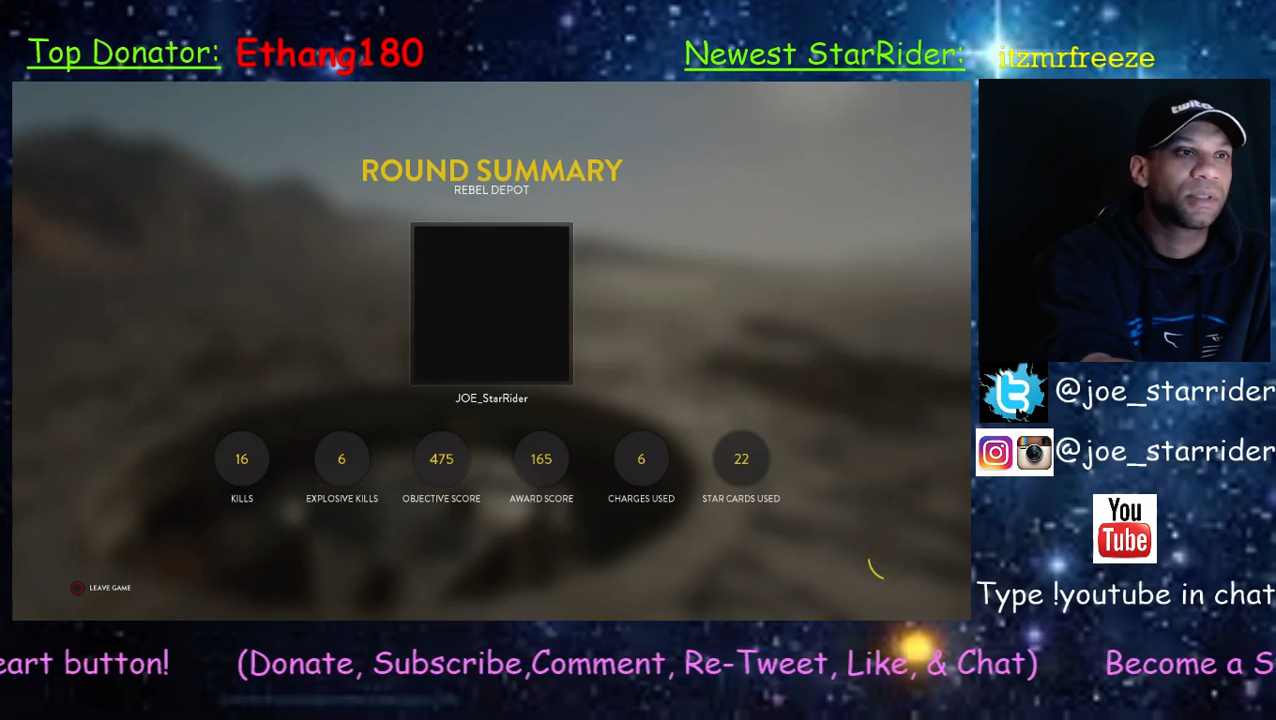 Top Donator: Ethang180
Newest StarRider: itzmrfreeze
twitch
ROUND SUMMARY
REBEL DEPOT
JOE_StarRider
16 6 475 165 6 22
KILLS EXPLOSIVE KILLS OBJECTIVE SCORE AWARD SCORE CHARGES USED STAR CARDS USED
LEAVE GAME
@joe_starrider
@joe_starrider
You
Tube
Type !youtube in chat
eart button! (Donate, Subscribe,Comment, Re-Tweet, Like, & Chat) Become a S